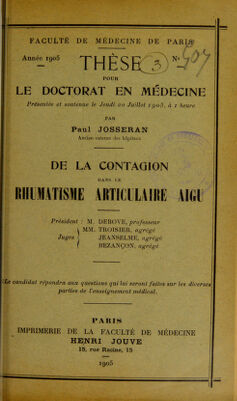 FACULTÉ DE MÉDECINE DE PARIS
Année 1905
THÈSE
3
N° 507
POUR
LE DOCTORAT EN MÉDECINE
Présentée et soutenue le Jeudi 20 Juillet 1905, à 1 heure
PAR
Paul JOSSERAN
Ancien externe des hôpitaux
DE LA CONTAGION
DANS LE
RHUMATISME ARTICULAIRE AIGU
Président : M. DEBOVE, professeur
Juges
MM. TROISIER, agrégé
JEANSELME, agrégé
BEZANÇON, agrégé
Le candidat répondra aux questions qui lui seront faites sur les diverses
parties de l'enseignement médical.
PARIS
IMPRIMERIE DE LA FACULTÉ DE MÉDECINE
HENRI JOUVE
15, rue Racine, 15
1905